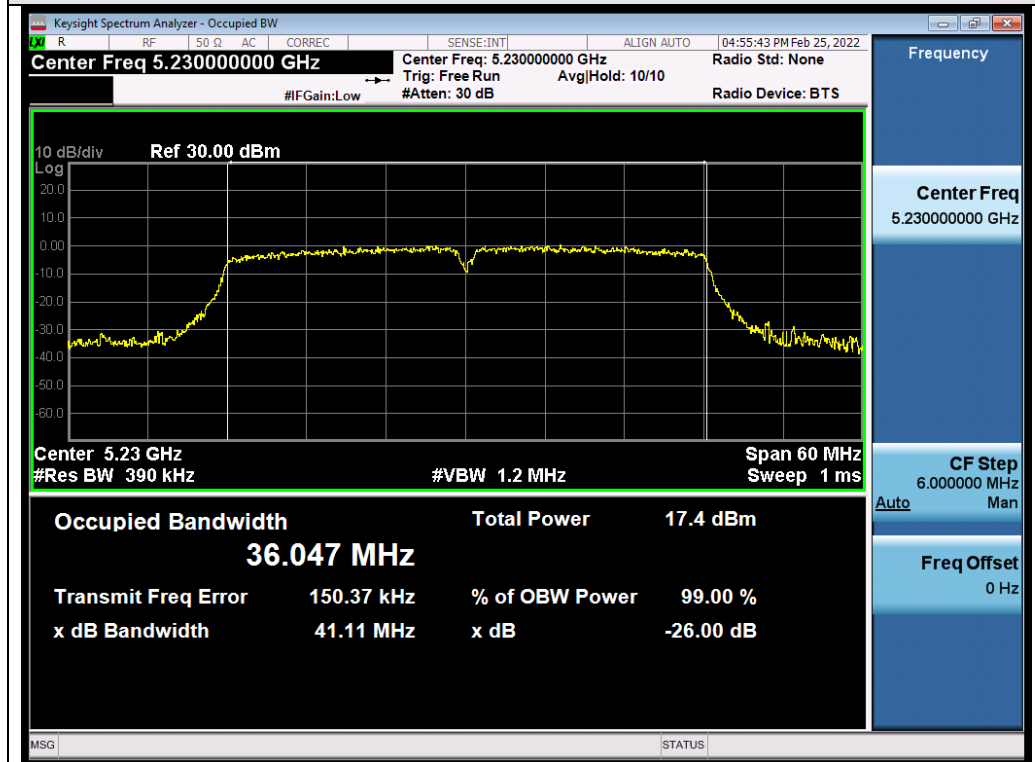 Keysight Spectrum Analyzer - Occupied BW
LXI R RF 50 Ω AC CORREC SENSE:INT ALIGN AUTO 04:55:43 PM Feb 25, 2022
Center Freq 5.230000000 GHz
Center Freq: 5.230000000 GHz
Radio Std: None
Trig: Free Run Avg|Hold: 10/10
#IFGain:Low
#Atten: 30 dB
Radio Device: BTS
10 dB/div Ref 30.00 dBm
Log
20.0
10.0
0.00
-10.0
-20.0
-30.0
-40.0
-50.0
-60.0
Center 5.23 GHz Span 60 MHz
#Res BW 390 kHz #VBW 1.2 MHz Sweep 1 ms
Occupied Bandwidth Total Power 17.4 dBm
36.047 MHz
Transmit Freq Error 150.37 kHz % of OBW Power 99.00 %
x dB Bandwidth 41.11 MHz x dB -26.00 dB
MSG STATUS
Frequency
Center Freq
5.230000000 GHz
CF Step
6.000000 MHz
Auto Man
Freq Offset
0 Hz